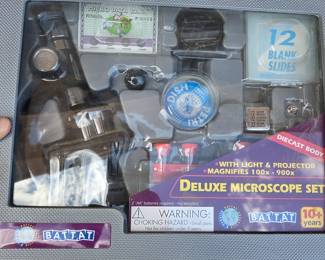 12
BLANK
SLIDES
DISH
DIECAST BODY
• WITH LIGHT & PROJECTOR
• MAGNIFIES 100x - 900x
DELUXE MICROSCOPE SET
WARNING:
CHOKING HAZARD
BATTAT
BATTAT
10+
years